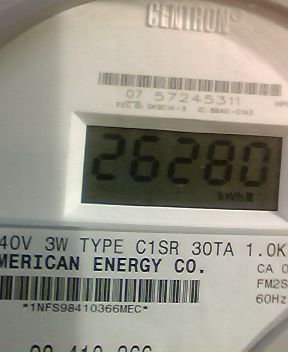 CENTRON®
07 57245311
26280
kWh
40V 3W TYPE C1SR 30TA 1.0K
MERICAN ENERGY CO.
CA 0
FM2S
60Hz
*1NFS98410366MEC*